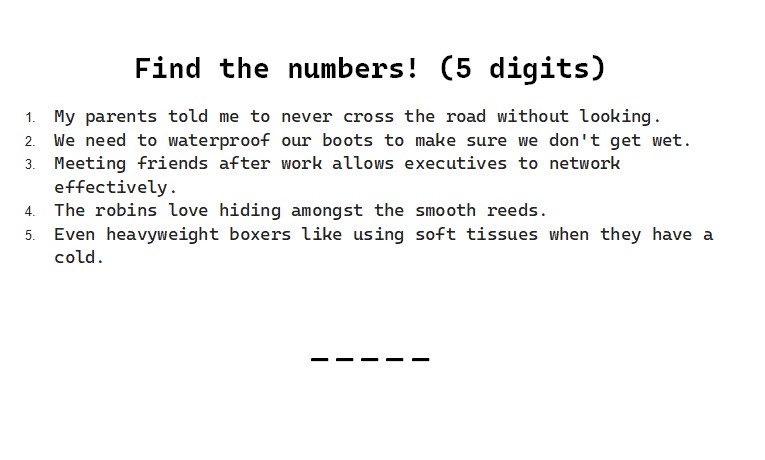 Find the numbers! (5 digits)
1. My parents told me to never cross the road without looking.
2. We need to waterproof our boots to make sure we don't get wet.
3. Meeting friends after work allows executives to network
effectively.
4. The robins love hiding amongst the smooth reeds.
5. Even heavyweight boxers like using soft tissues when they have a
cold.
_ _ _ _ _